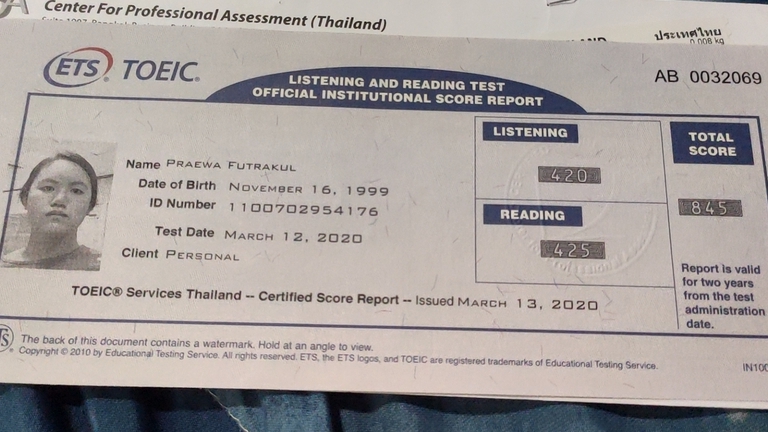 Center For Professional Assessment (Thailand)
ประเทศไทย
0.008 kg
ETS TOEIC
LISTENING AND READING TEST
OFFICIAL INSTITUTIONAL SCORE REPORT
AB 0032069
Name PRAEWA FUTRAKUL
Date of Birth NOVEMBER 16, 1999
ID Number 1100702954176
Test Date MARCH 12, 2020
Client PERSONAL
LISTENING
420
READING
425
TOTAL
SCORE
845
Report is valid
for two years
from the test
administration
date.
TOEIC® Services Thailand -- Certified Score Report -- Issued MARCH 13, 2020
The back of this document contains a watermark. Hold at an angle to view.
Copyright © 2010 by Educational Testing Service. All rights reserved. ETS, the ETS logos, and TOEIC are registered trademarks of Educational Testing Service.
IN100